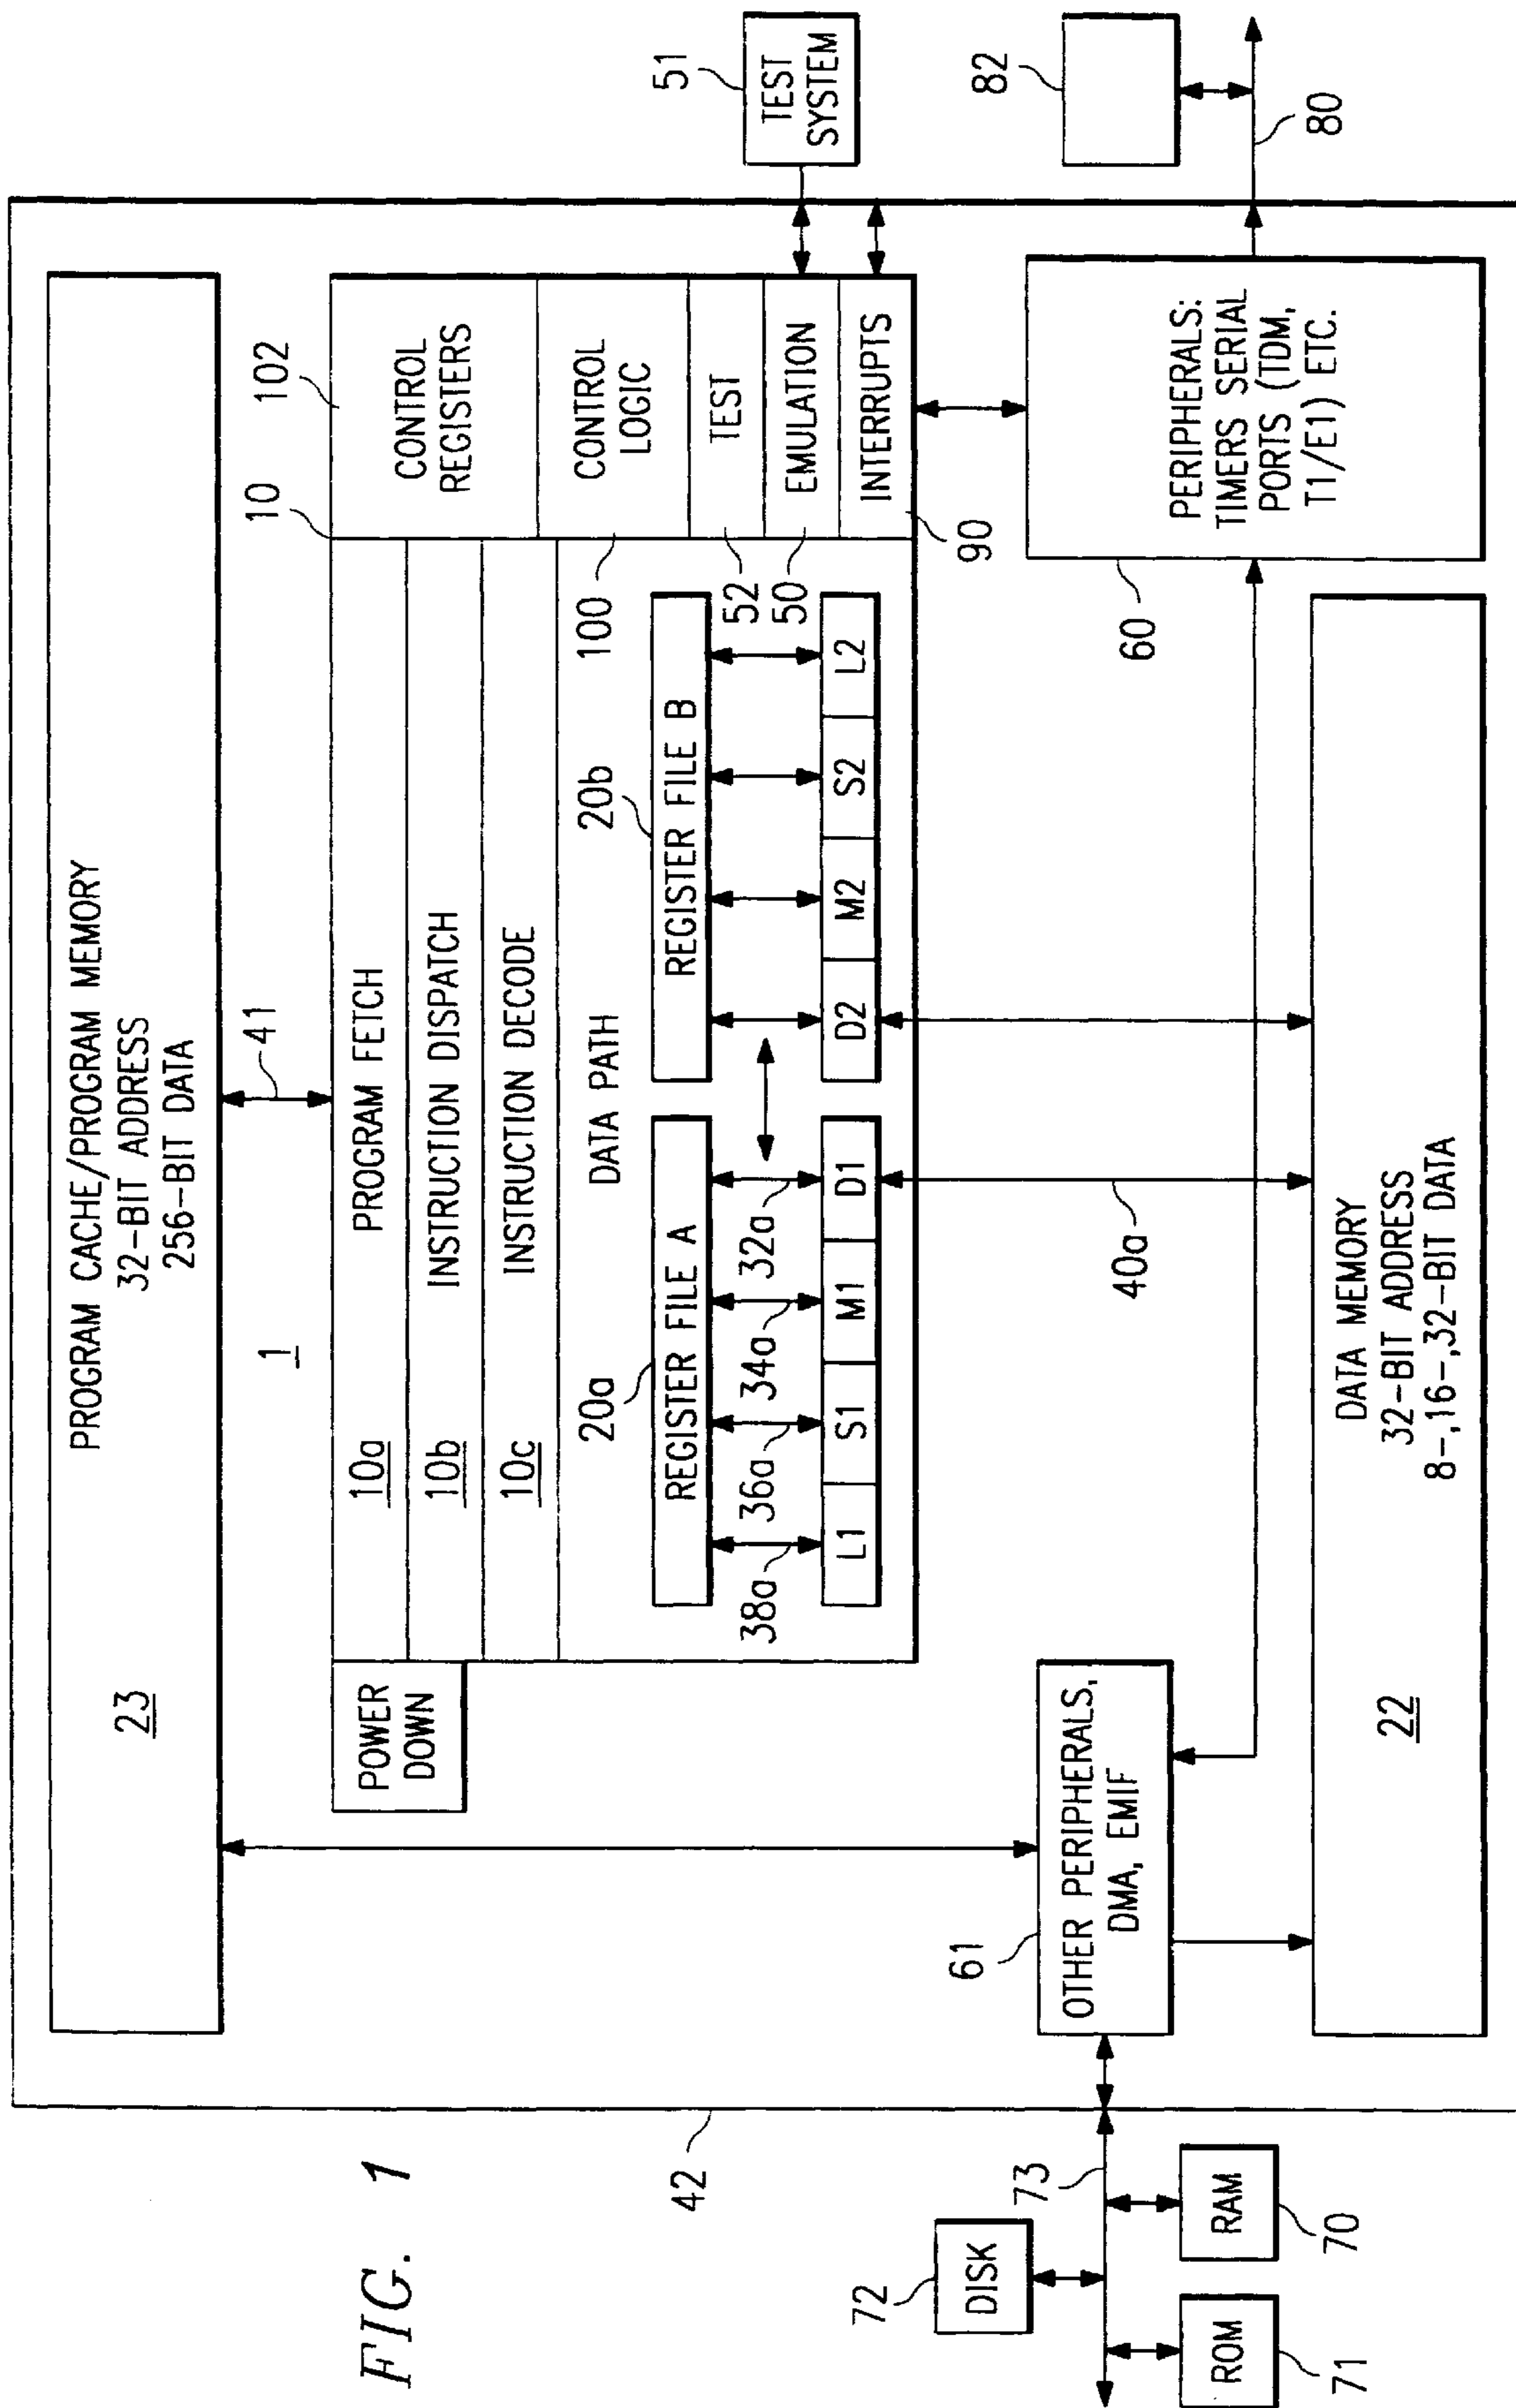 FIG. 1
PROGRAM CACHE/PROGRAM MEMORY
32-BIT ADDRESS
256-BIT DATA
23
41
1
POWER
DOWN
10
102
10a
PROGRAM FETCH
10b
INSTRUCTION DISPATCH
10c
INSTRUCTION DECODE
CONTROL
REGISTERS
CONTROL
LOGIC
TEST
EMULATION
INTERRUPTS
100
52
50
90
DATA PATH
20a
20b
REGISTER FILE A
REGISTER FILE B
38a
36a
34a
32a
L1
S1
M1
D1
D2
M2
S2
L2
51
TEST
SYSTEM
82
80
42
61
OTHER PERIPHERALS,
DMA, EMIF
40a
60
PERIPHERALS:
TIMERS SERIAL
PORTS (TDM,
T1/E1) ETC.
72
DISK
73
ROM
71
RAM
70
22
DATA MEMORY
32-BIT ADDRESS
8-,16-,32-BIT DATA